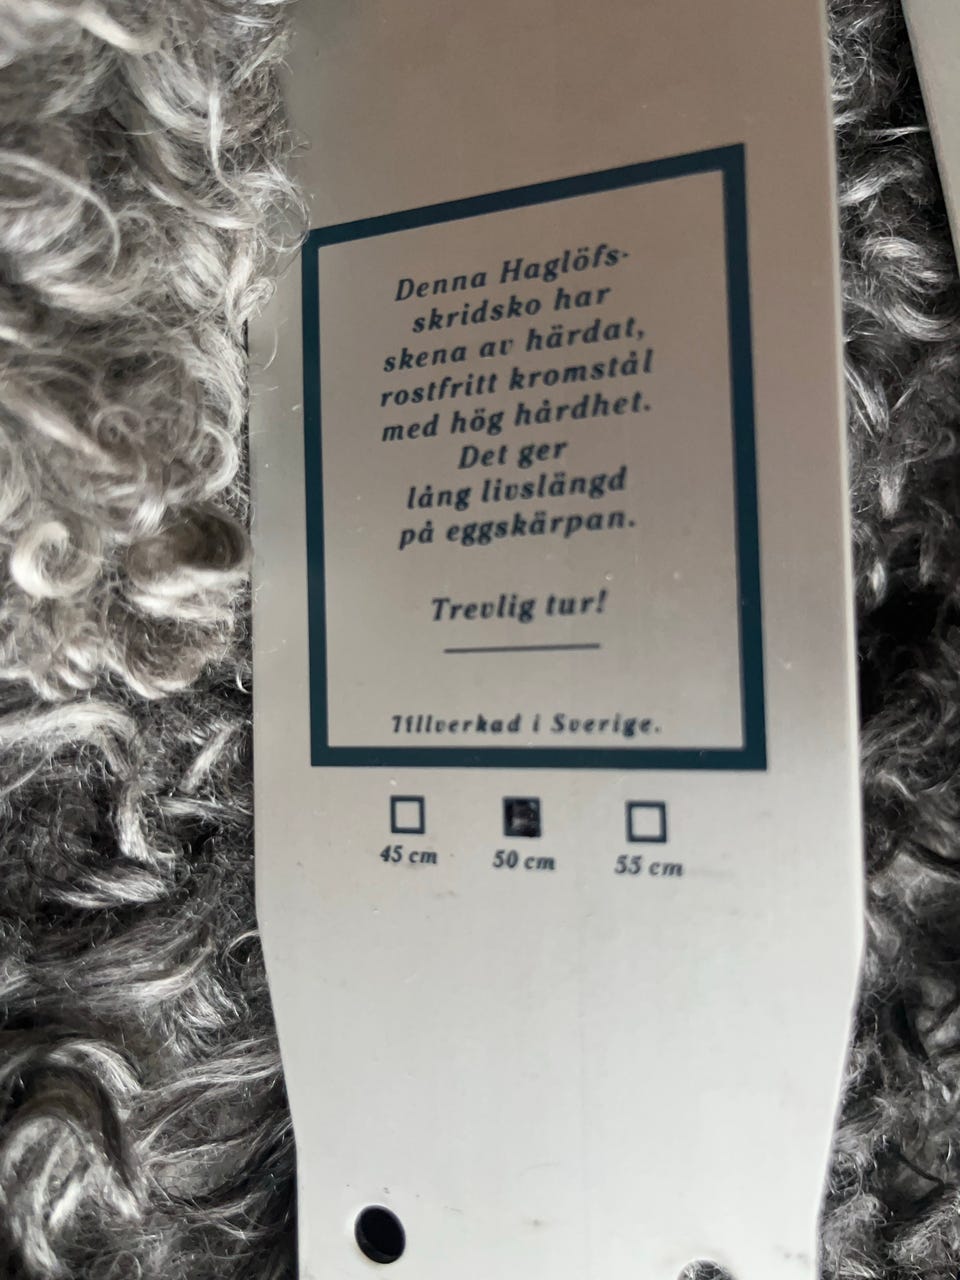 Denna Haglöfs-
skridsko har
skena av härdat,
rostfritt kromstål
med hög hårdhet.
Det ger
lång livslängd
på eggskärpan.
Trevlig tur!
Tillverkad i Sverige.
45 cm 50 cm 55 cm